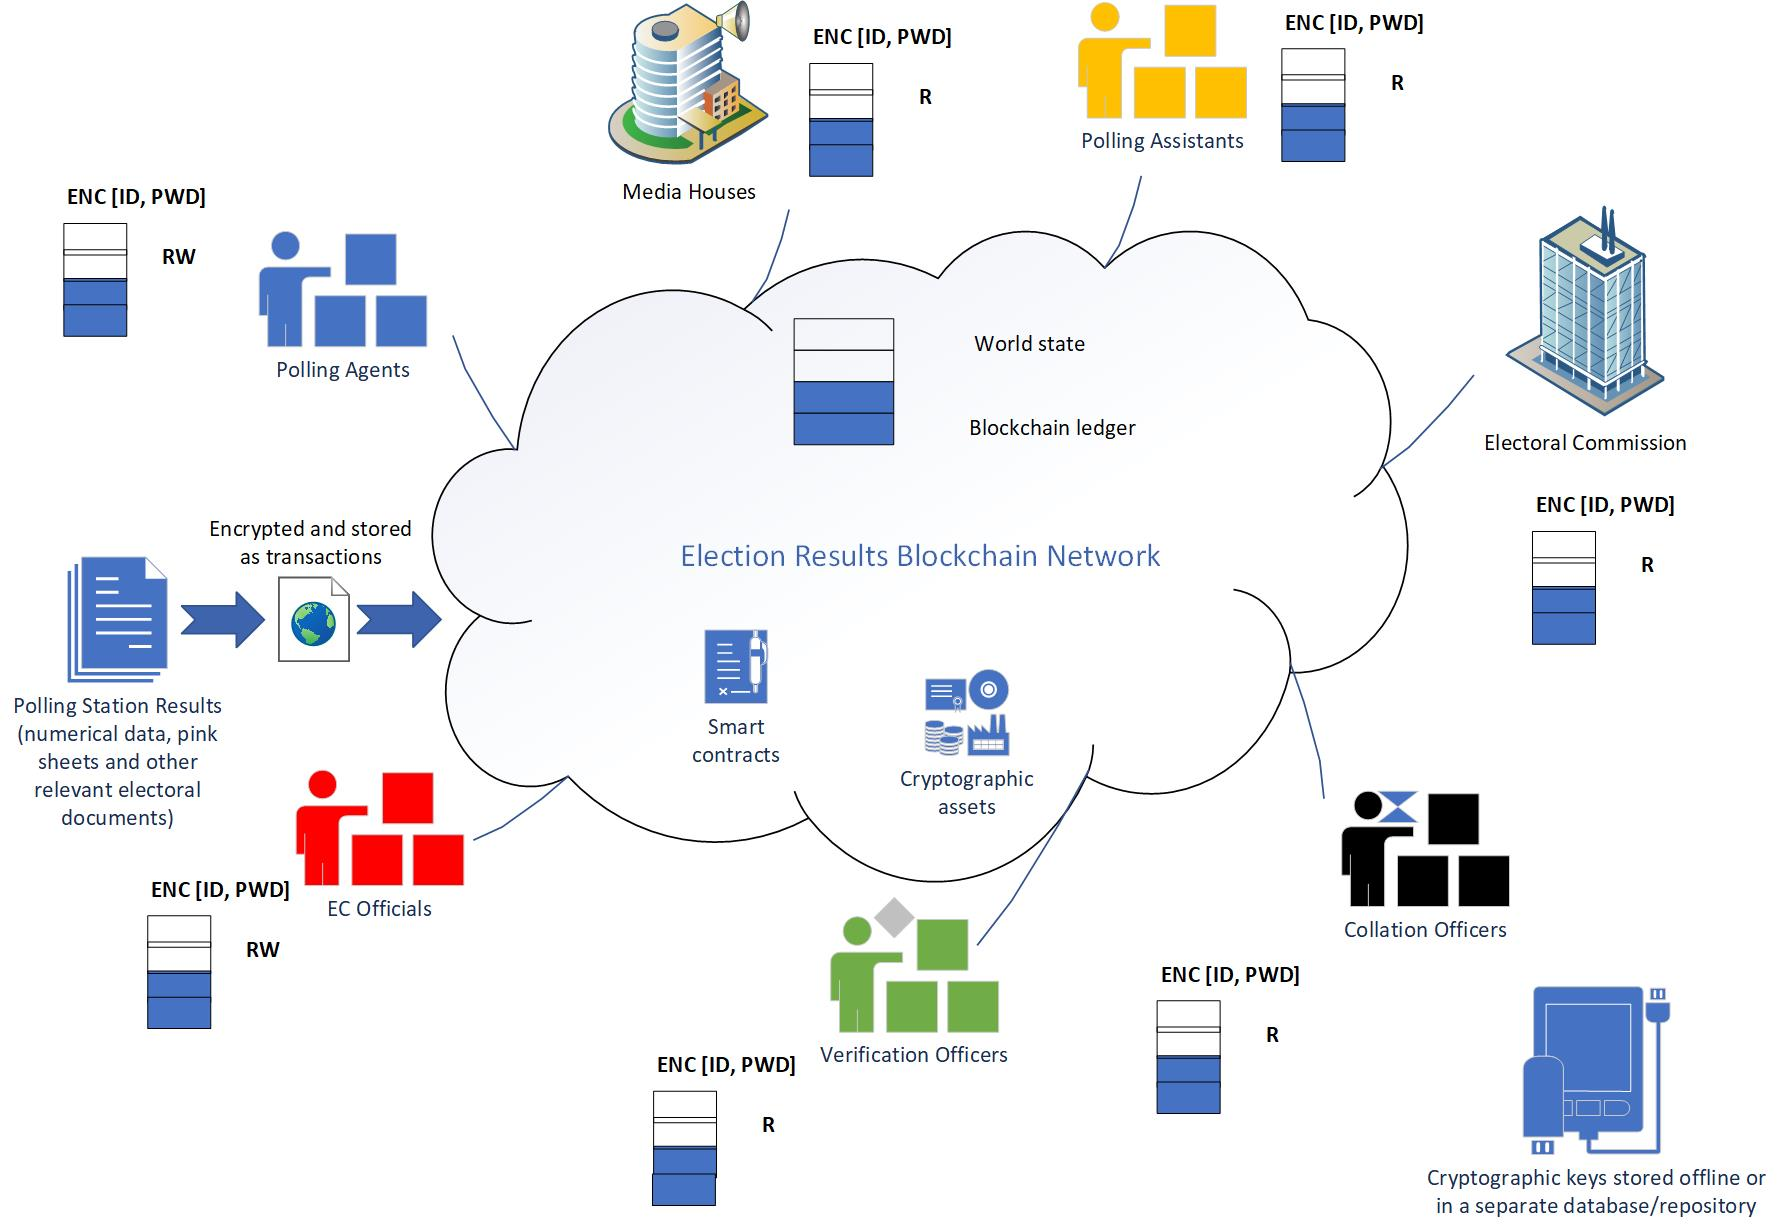 ENC [ID, PWD]
R
Media Houses
ENC [ID, PWD]
R
Polling Assistants
ENC [ID, PWD]
RW
Polling Agents
World state
Blockchain ledger
Electoral Commission
ENC [ID, PWD]
R
Encrypted and stored
as transactions
Election Results Blockchain Network
Polling Station Results
(numerical data, pink
sheets and other
relevant electoral
documents)
Smart
contracts
Cryptographic
assets
ENC [ID, PWD]
RW
EC Officials
Collation Officers
ENC [ID, PWD]
R
Verification Officers
ENC [ID, PWD]
R
Cryptographic keys stored offline or
in a separate database/repository